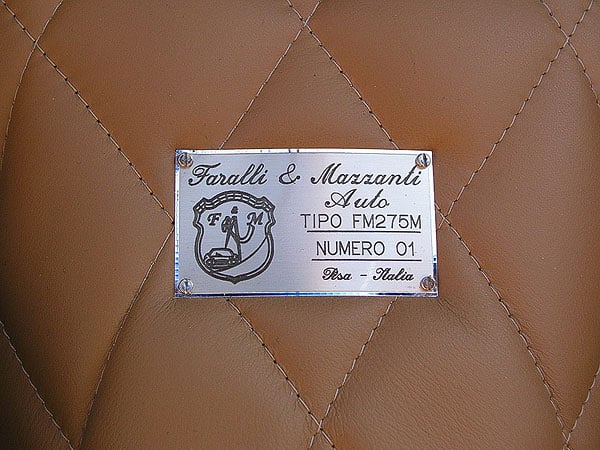 Faralli & Mazzanti
Auto
F M
TIPO FM275M
NUMERO 01
Pisa - Italia